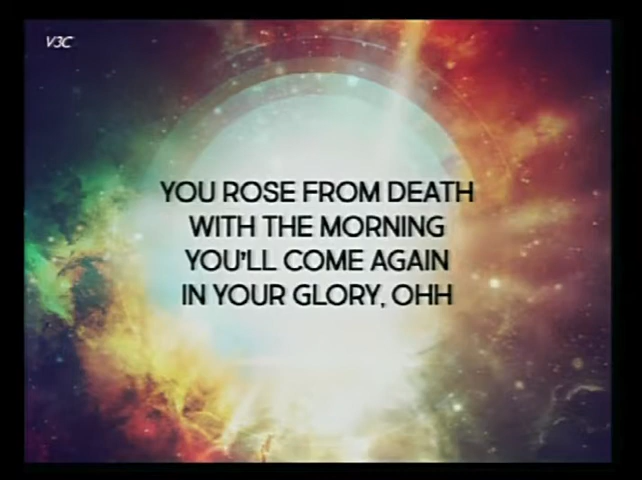 V3C
YOU ROSE FROM DEATH
WITH THE MORNING
YOU'LL COME AGAIN
IN YOUR GLORY, OHH